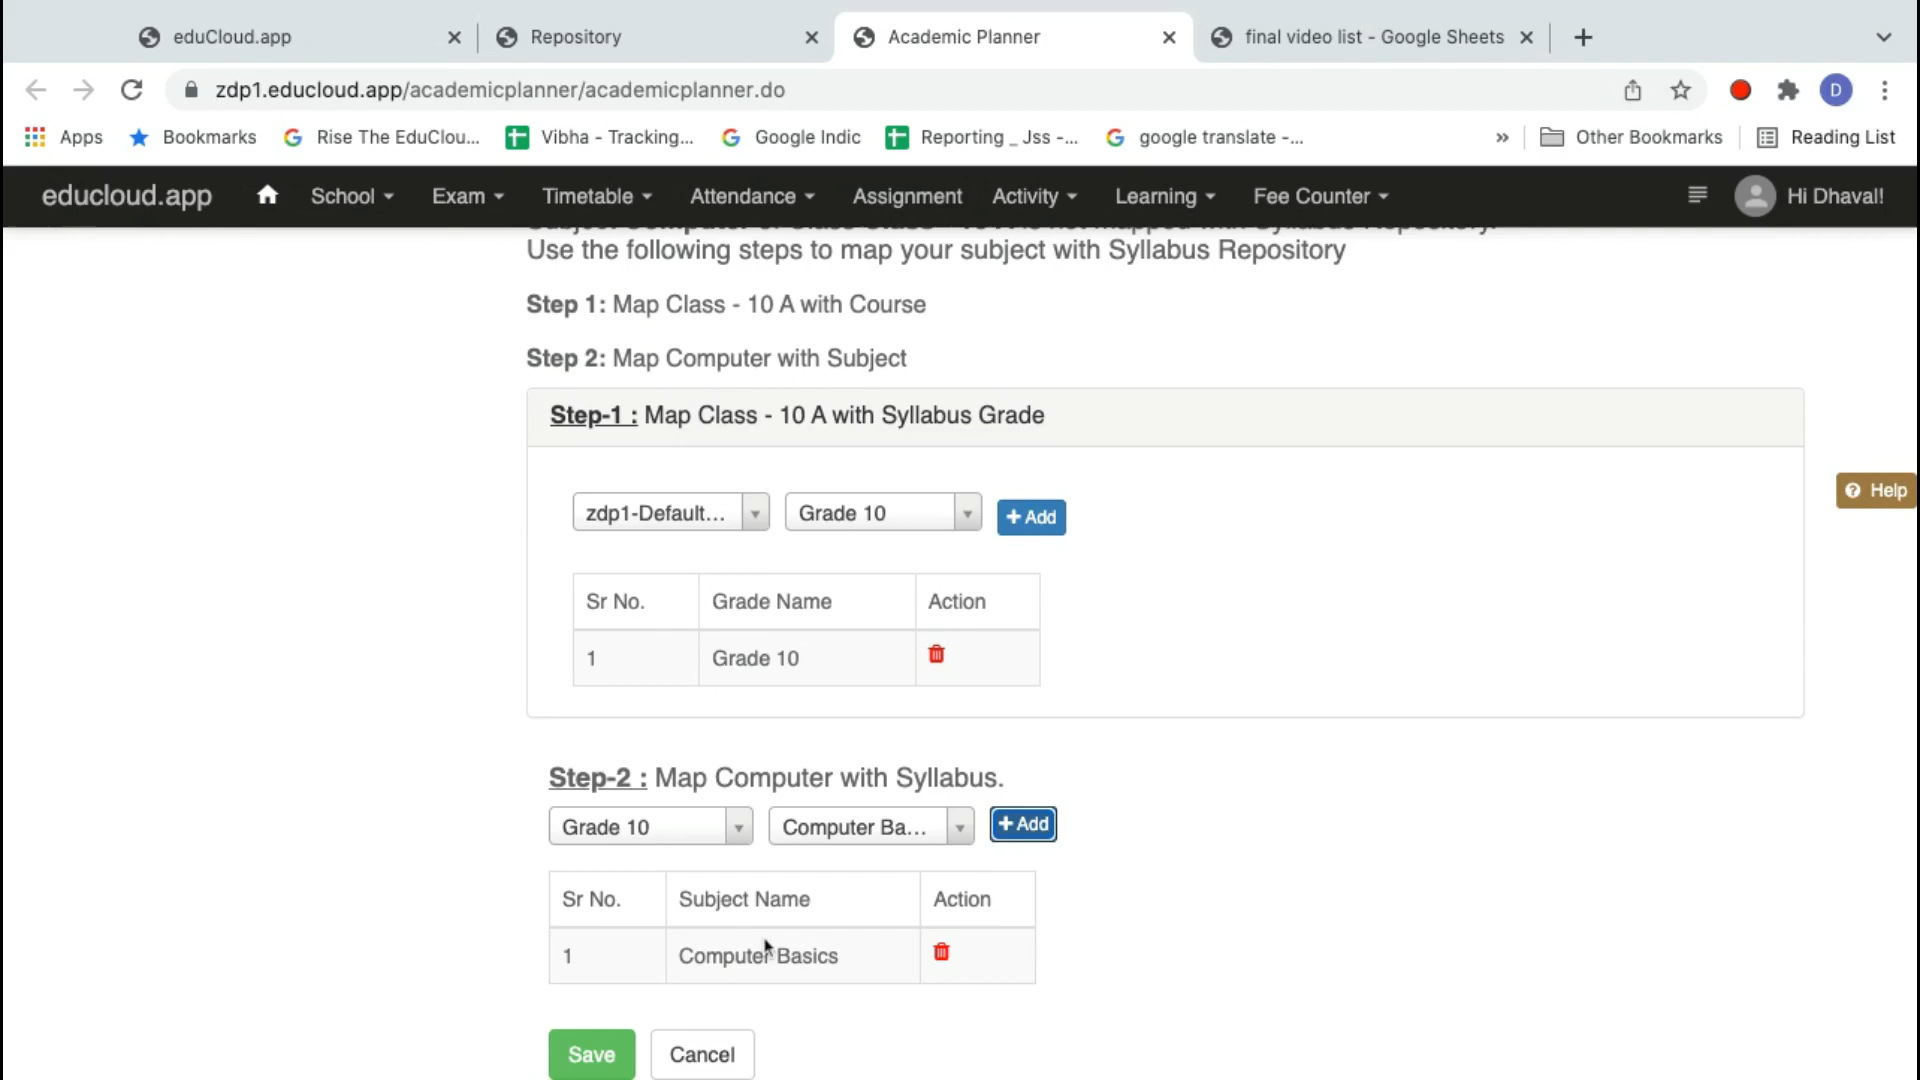 eduCloud.app
Repository
Academic Planner
final video list - Google Sheets
zdp1.educloud.app/academicplanner/academicplanner.do
D
Apps
Bookmarks
Rise The EduClou...
Vibha - Tracking...
Google Indic
Reporting _ Jss -...
google translate -...
»
Other Bookmarks
Reading List
educloud.app
School
Exam
Timetable
Attendance
Assignment
Activity
Learning
Fee Counter
Hi Dhaval!
Use the following steps to map your subject with Syllabus Repository
Step 1: Map Class - 10 A with Course
Step 2: Map Computer with Subject
Step-1 : Map Class - 10 A with Syllabus Grade
Help
zdp1-Default...
Grade 10
+ Add
Sr No. Grade Name Action
1 Grade 10
Step-2 : Map Computer with Syllabus.
Grade 10
Computer Ba...
+ Add
Sr No. Subject Name Action
1 Computer Basics
Save
Cancel